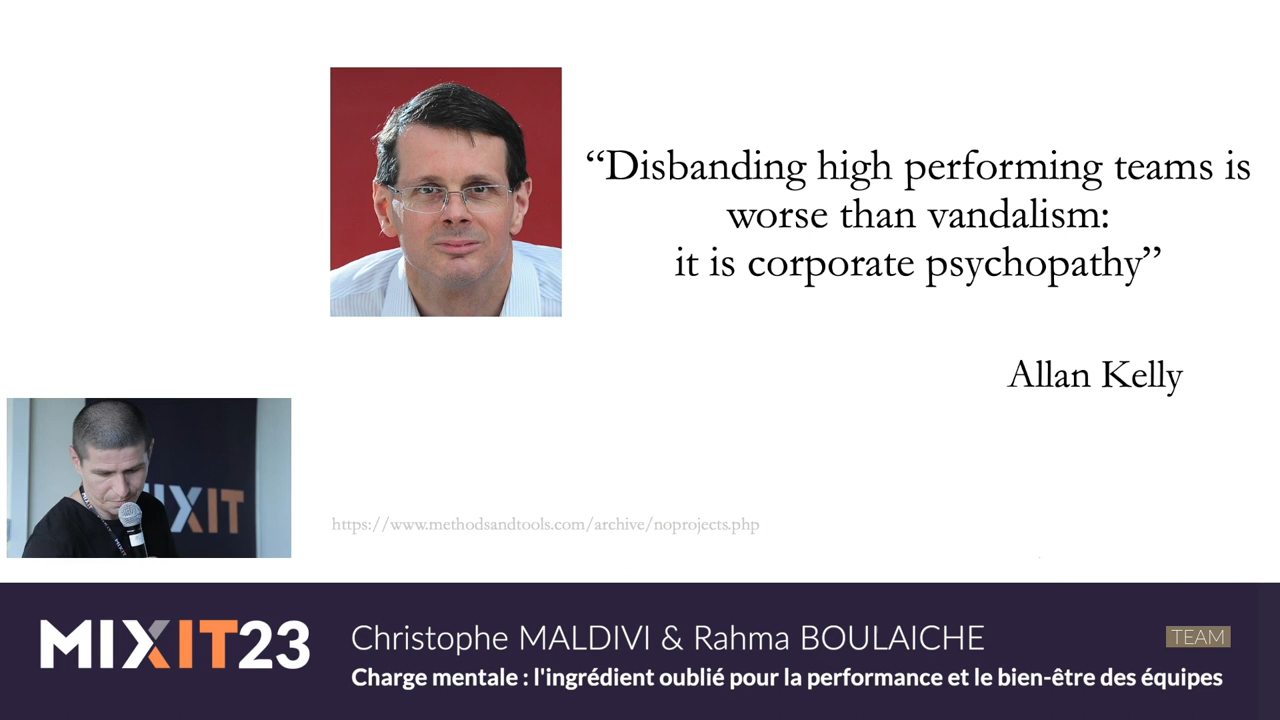 “Disbanding high performing teams is
worse than vandalism:
it is corporate psychopathy”
Allan Kelly
https://www.methodsandtools.com/archive/noprojects.php
MIXIT23
Christophe MALDIVI & Rahma BOULAICHE
TEAM
Charge mentale : l'ingrédient oublié pour la performance et le bien-être des équipes